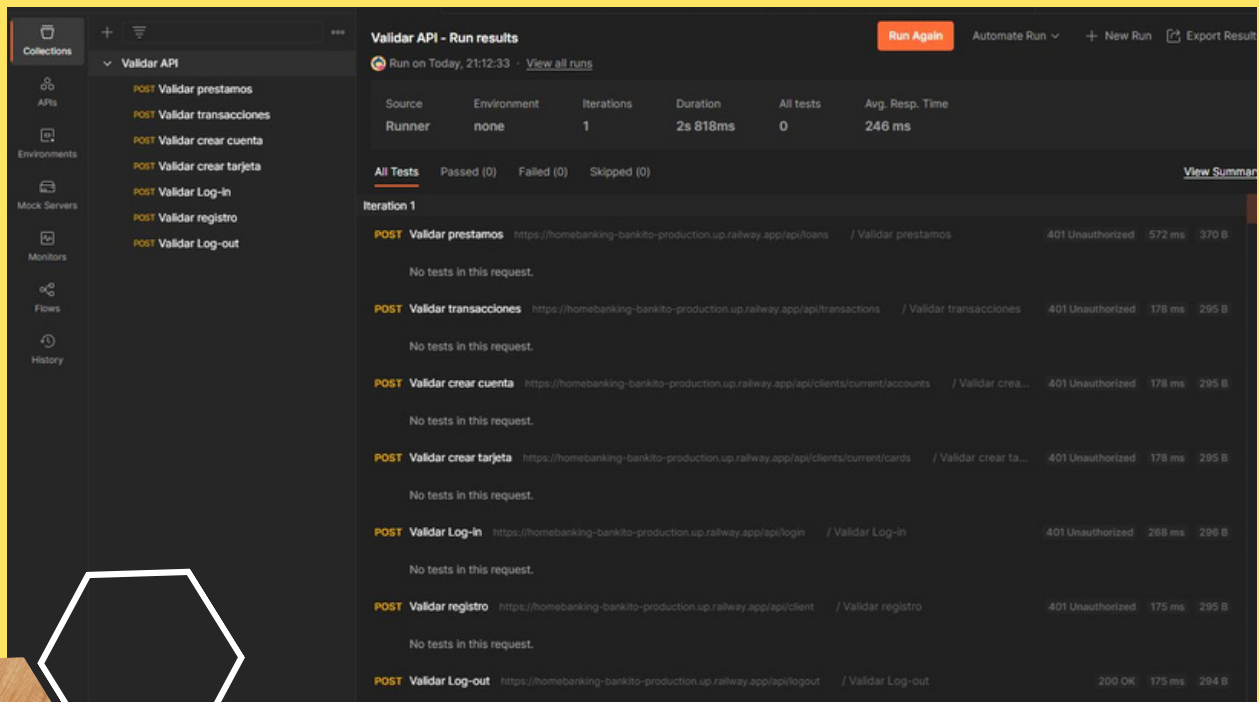 Collections
APIs
Environments
Mock Servers
Monitors
Flows
History
Validar API
POST Validar prestamos
POST Validar transacciones
POST Validar crear cuenta
POST Validar crear tarjeta
POST Validar Log-in
POST Validar registro
POST Validar Log-out
Validar API - Run results
Run Again
Automate Run
+ New Run
Export Result
Run on Today, 21:12:33 · View all runs
Source Environment Iterations Duration All tests Avg. Resp. Time
Runner none 1 2s 818ms 0 246 ms
All Tests Passed (0) Failed (0) Skipped (0) View Summar
Iteration 1
POST Validar prestamos https://homebanking-bankito-production.up.railway.app/api/loans / Validar prestamos 401 Unauthorized 572 ms 370 B
No tests in this request.
POST Validar transacciones https://homebanking-bankito-production.up.railway.app/api/transactions / Validar transacciones 401 Unauthorized 178 ms 295 B
No tests in this request.
POST Validar crear cuenta https://homebanking-bankito-production.up.railway.app/api/clients/current/accounts / Validar crea... 401 Unauthorized 178 ms 295 B
No tests in this request.
POST Validar crear tarjeta https://homebanking-bankito-production.up.railway.app/api/clients/current/cards / Validar crear ta... 401 Unauthorized 178 ms 295 B
No tests in this request.
POST Validar Log-in https://homebanking-bankito-production.up.railway.app/api/login / Validar Log-in 401 Unauthorized 268 ms 296 B
No tests in this request.
POST Validar registro https://homebanking-bankito-production.up.railway.app/api/client / Validar registro 401 Unauthorized 175 ms 295 B
No tests in this request.
POST Validar Log-out https://homebanking-bankito-production.up.railway.app/api/logout / Validar Log-out 200 OK 175 ms 294 B